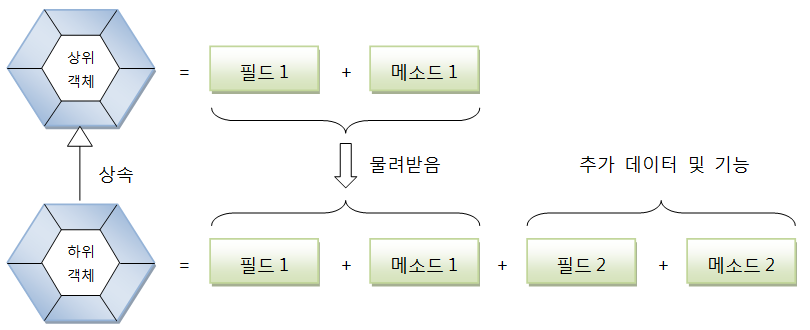 상위
객체
= 필드 1 + 메소드 1
상속
물려받음
추가 데이터 및 기능
하위
객체
= 필드 1 + 메소드 1 + 필드 2 + 메소드 2